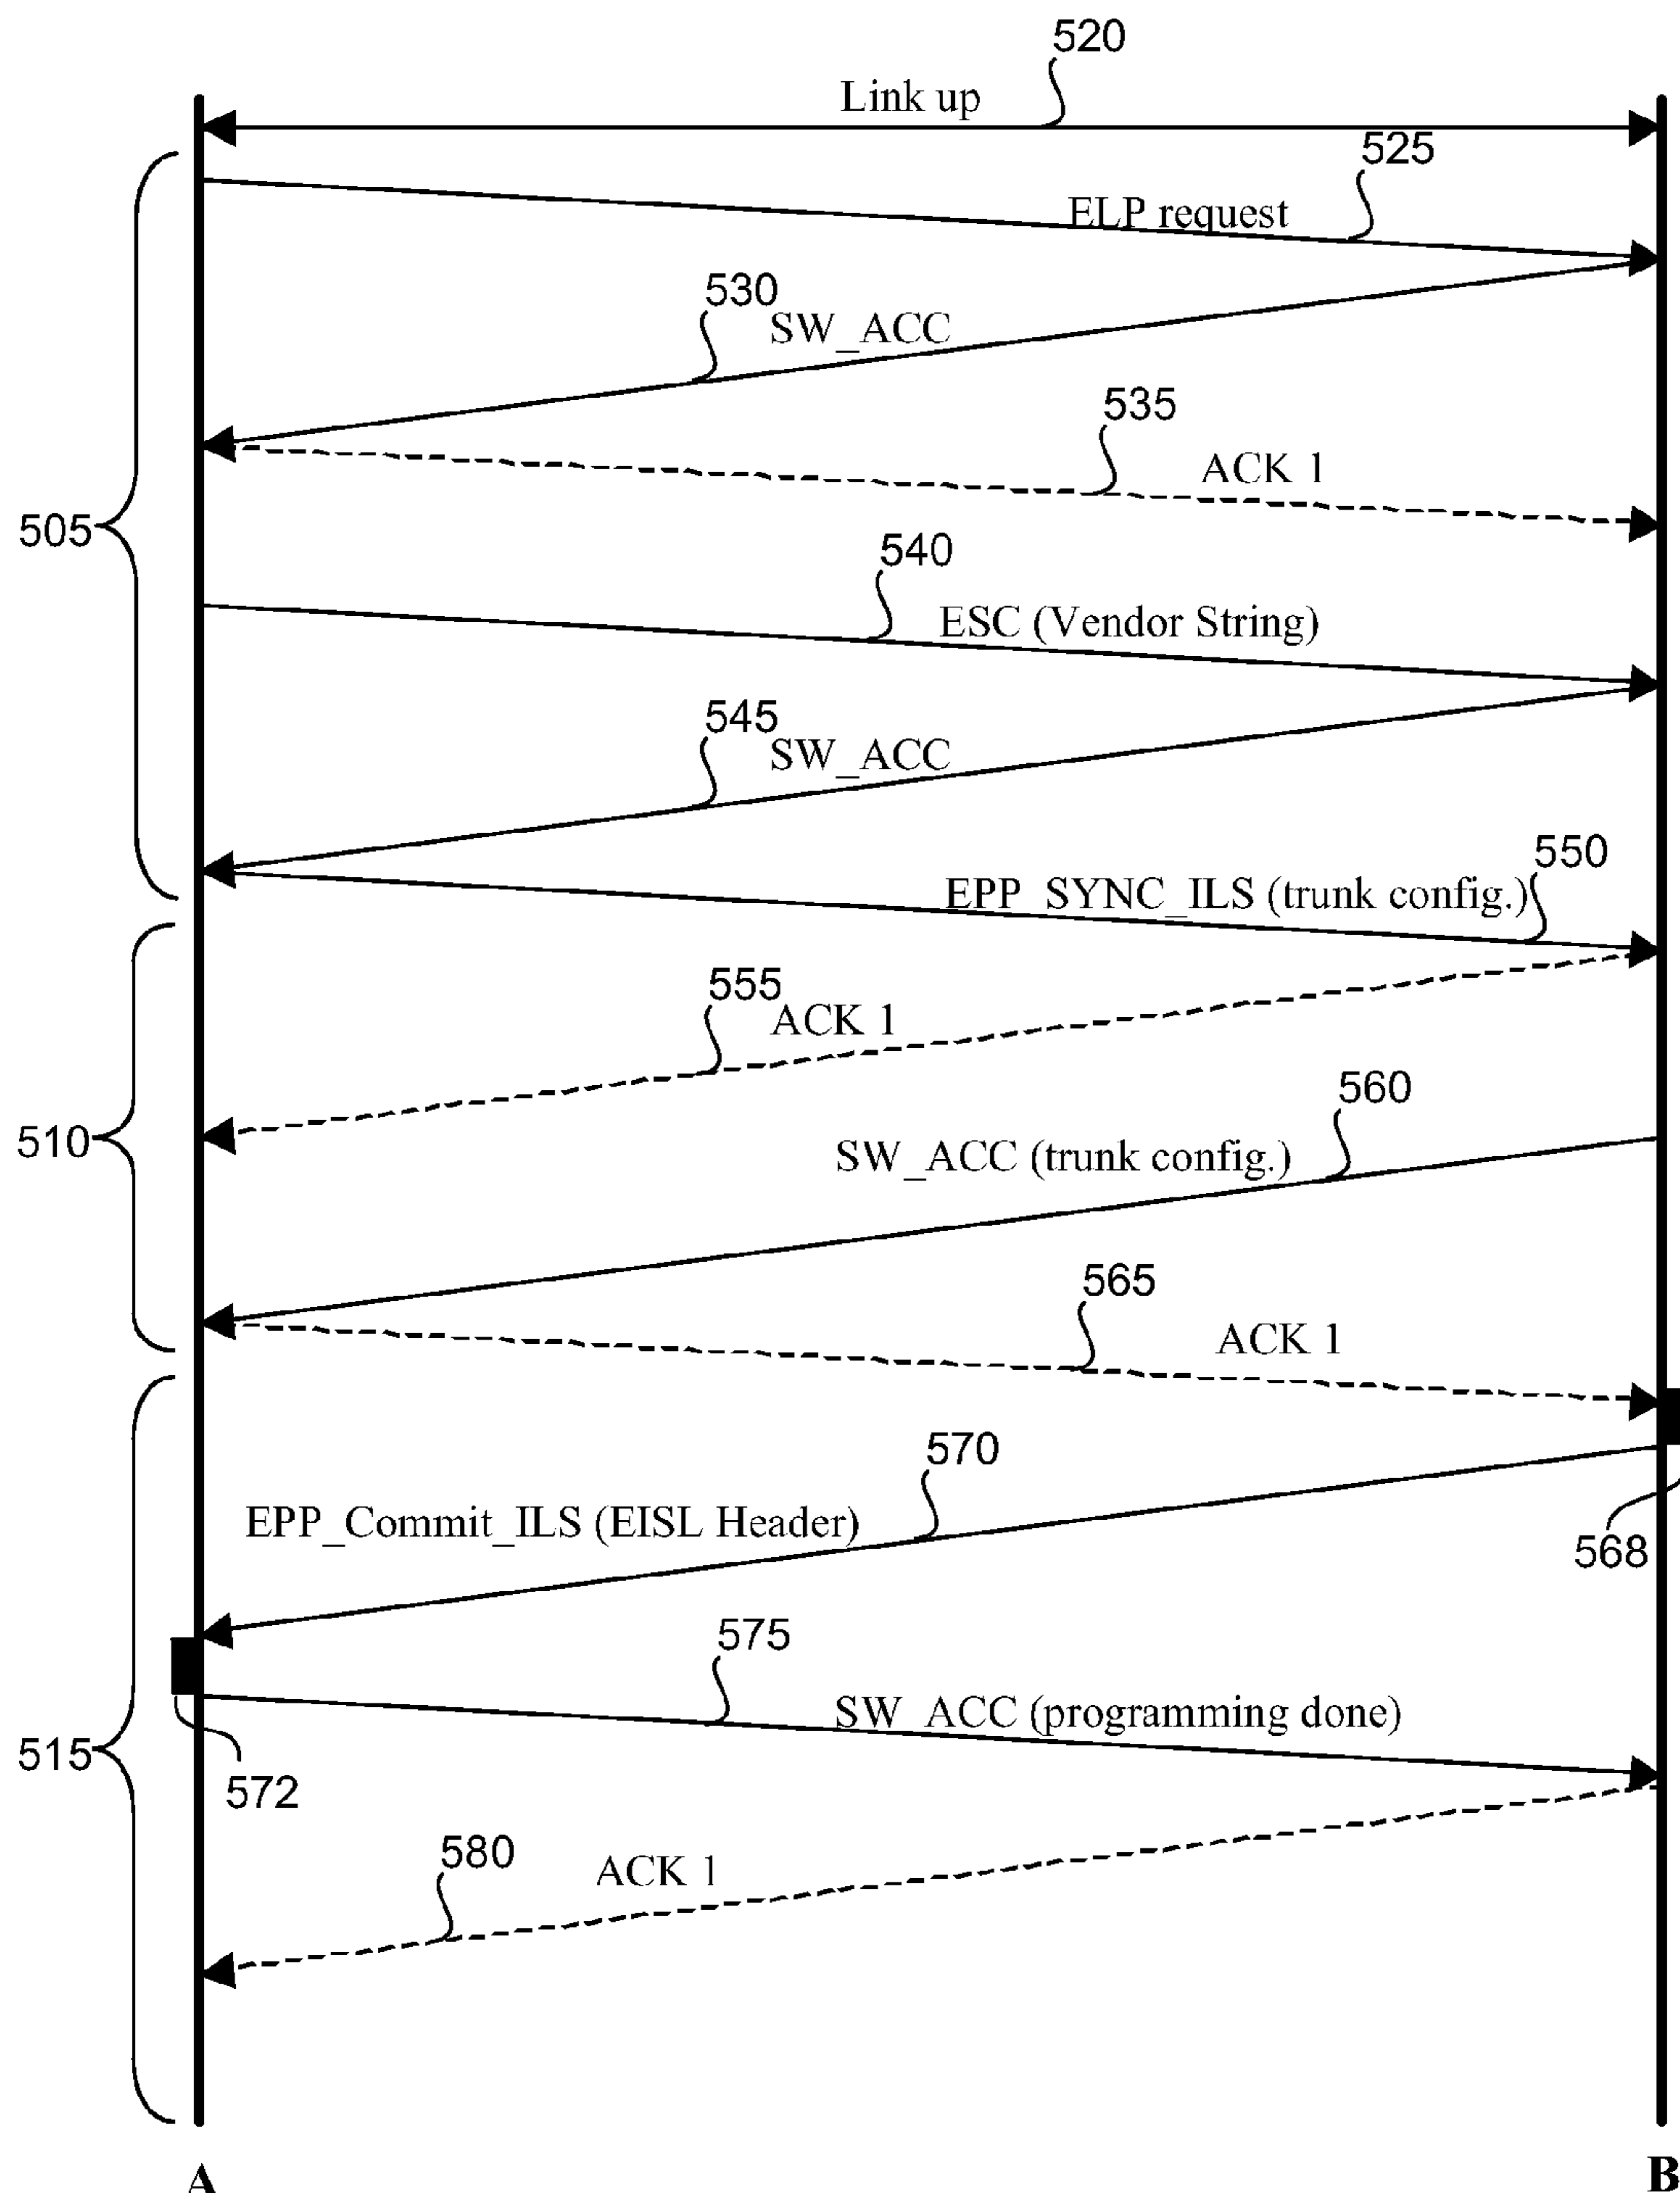 520
Link up
525
ELP request
530
SW_ACC
535
ACK 1
505
540
ESC (Vendor String)
545
SW_ACC
550
EPP_SYNC_ILS (trunk config.)
555
ACK 1
560
510
SW_ACC (trunk config.)
565
ACK 1
570
EPP_Commit_ILS (EISL Header)
568
575
SW_ACC (programming done)
515
572
580
ACK 1
A
B